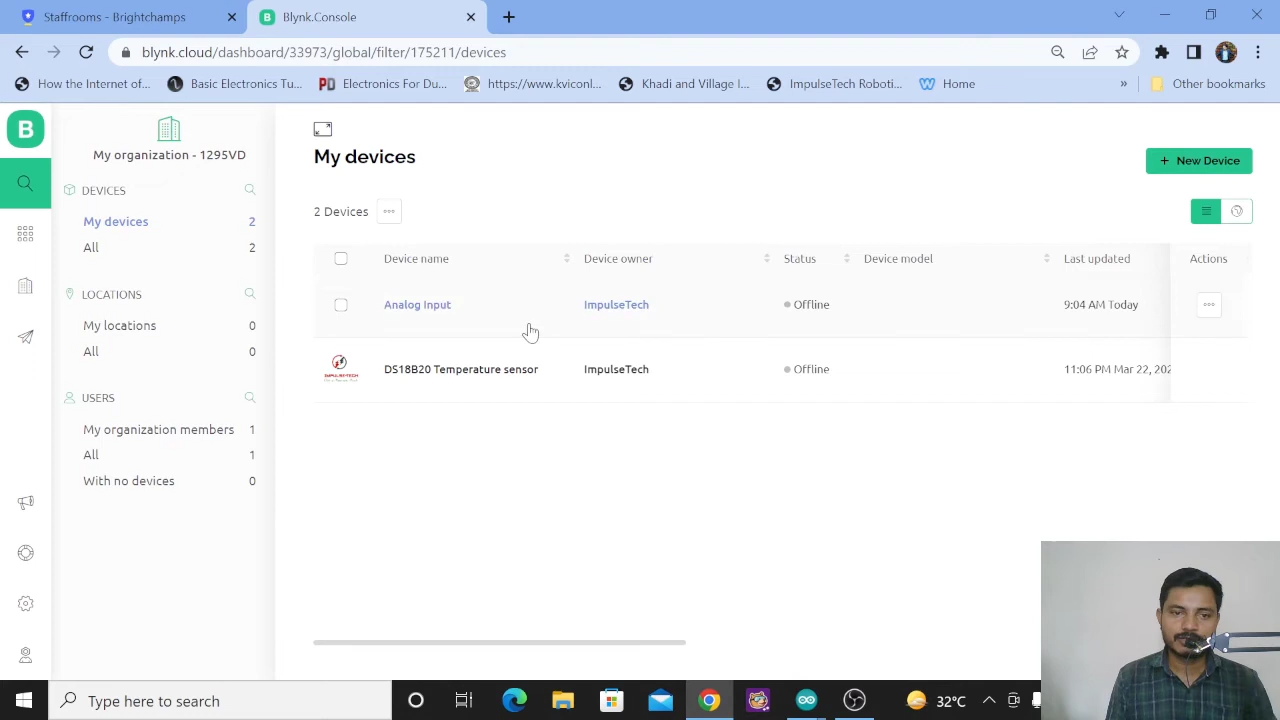 Staffrooms - Brightchamps
Blynk.Console
blynk.cloud/dashboard/33973/global/filter/175211/devices
How the Internet of...
Basic Electronics Tu...
Electronics For Du...
https://www.kviconl...
Khadi and Village I...
ImpulseTech Roboti...
Home
»
Other bookmarks
B
My organization - 1295VD
DEVICES
My devices 2
All 2
LOCATIONS
My locations 0
All 0
USERS
My organization members 1
All 1
With no devices 0
My devices
+ New Device
2 Devices
Device name Device owner Status Device model Last updated Actions
Analog Input ImpulseTech Offline 9:04 AM Today
IMPULSETECH
DS18B20 Temperature sensor ImpulseTech Offline 11:06 PM Mar 22, 202
Type here to search
32°C